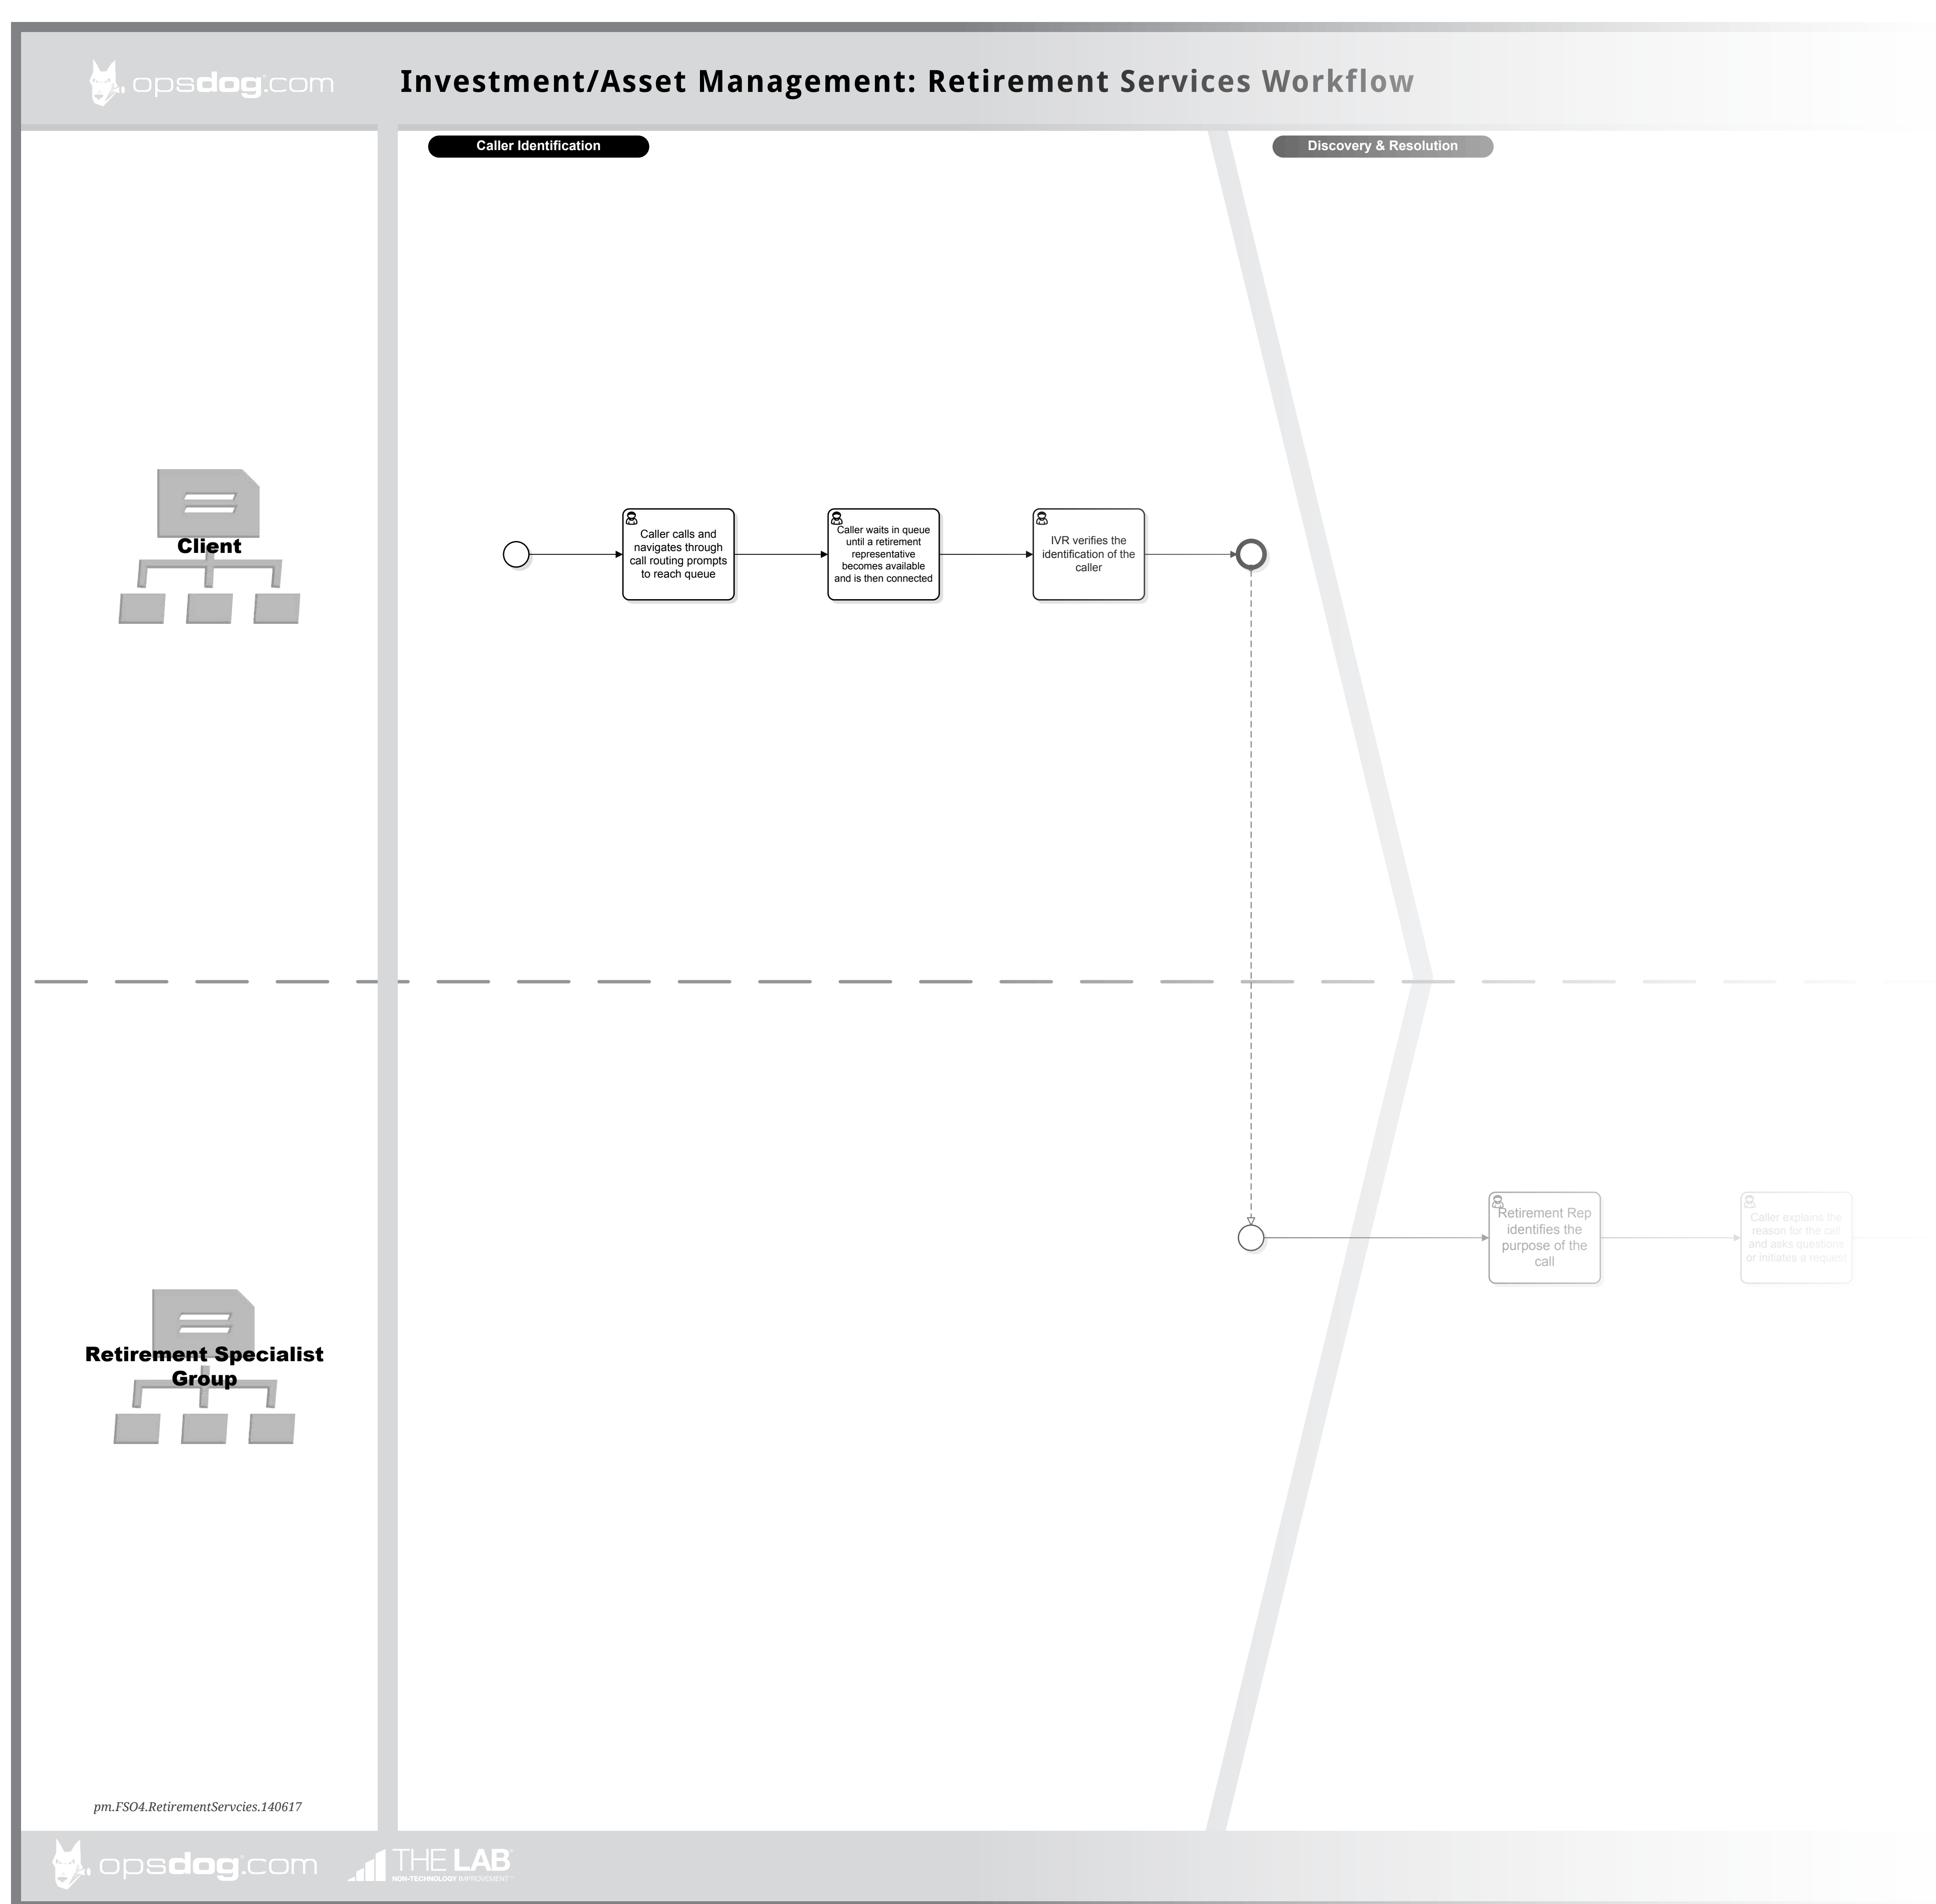 opsdog.com
Investment/Asset Management: Retirement Services Workflow
Caller Identification
Discovery & Resolution
Client
Caller calls and
navigates through
call routing prompts
to reach queue
Caller waits in queue
until a retirement
representative
becomes available
and is then connected
IVR verifies the
identification of the
caller
Retirement Specialist
Group
Retirement Rep
identifies the
purpose of the
call
Caller explains the
reason for the call
and asks questions
or initiates a request
pm.FSO4.RetirementServcies.140617
opsdog.com
THE LAB
NON-TECHNOLOGY IMPROVEMENT